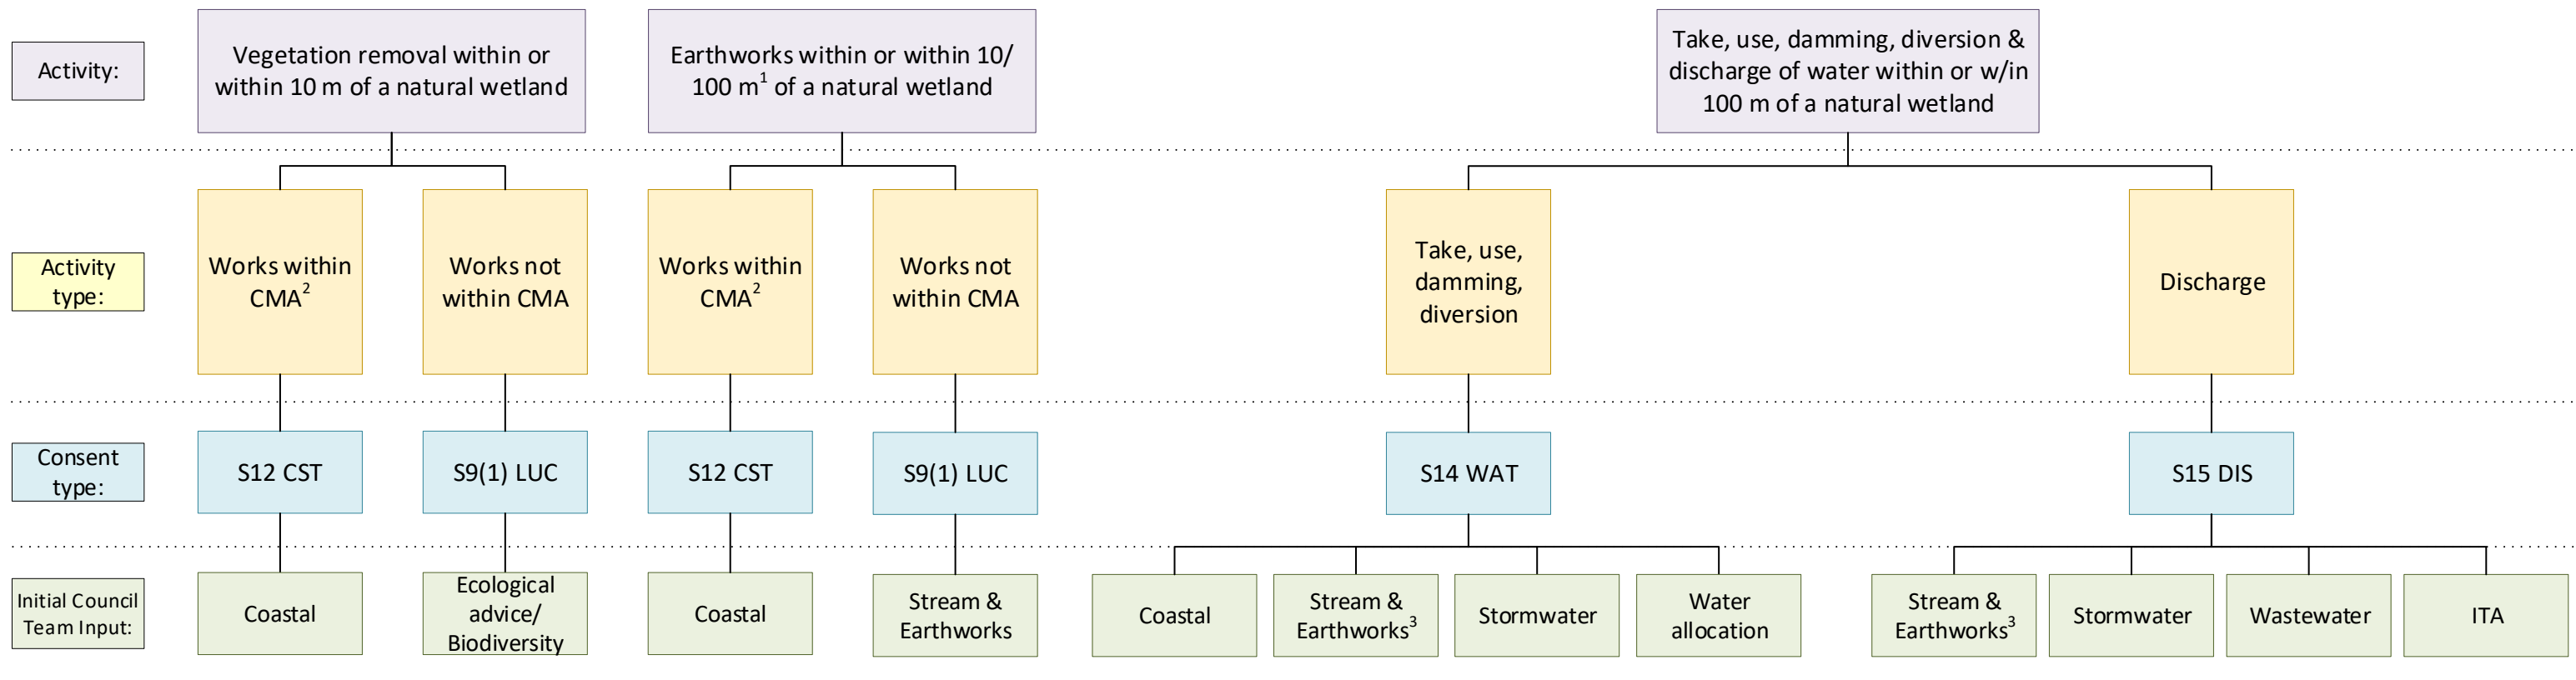 Activity:
Vegetation removal within or
within 10 m of a natural wetland
Earthworks within or within 10/
100 m¹ of a natural wetland
Take, use, damming, diversion &
discharge of water within or w/in
100 m of a natural wetland
Activity
type:
Works within
CMA²
Works not
within CMA
Works within
CMA²
Works not
within CMA
Take, use,
damming,
diversion
Discharge
Consent
type:
S12 CST
S9(1) LUC
S12 CST
S9(1) LUC
S14 WAT
S15 DIS
Initial Council
Team Input:
Coastal
Ecological
advice/
Biodiversity
Coastal
Stream &
Earthworks
Coastal
Stream &
Earthworks³
Stormwater
Water
allocation
Stream &
Earthworks³
Stormwater
Wastewater
ITA